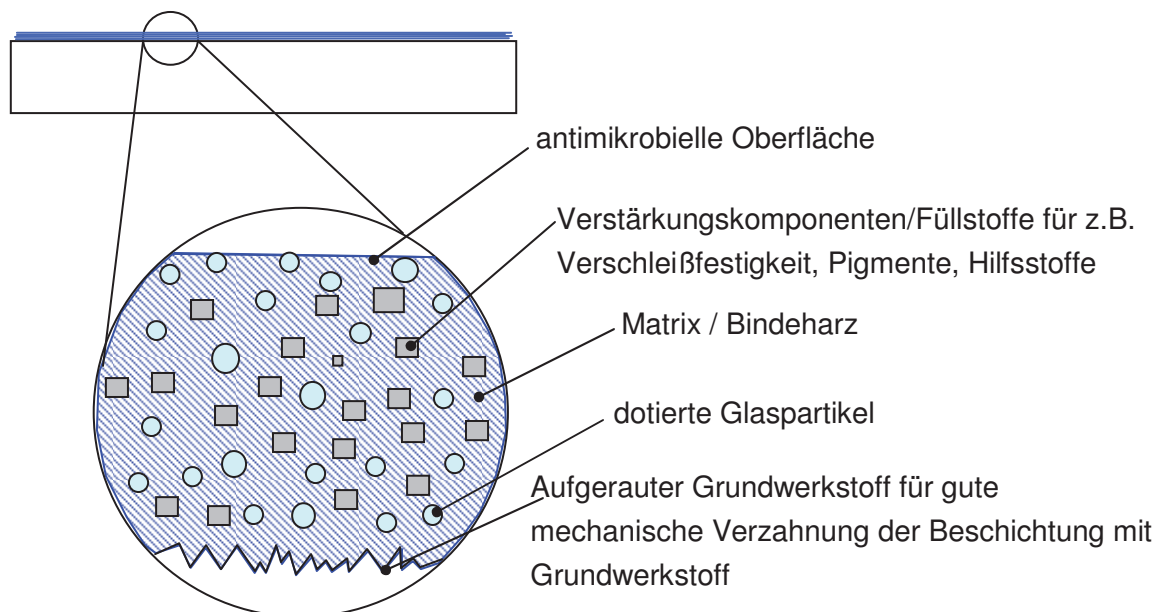 antimikrobielle Oberfläche
Verstärkungskomponenten/Füllstoffe für z.B.
Verschleißfestigkeit, Pigmente, Hilfsstoffe
Matrix / Bindeharz
dotierte Glaspartikel
Aufgerauter Grundwerkstoff für gute
mechanische Verzahnung der Beschichtung mit
Grundwerkstoff